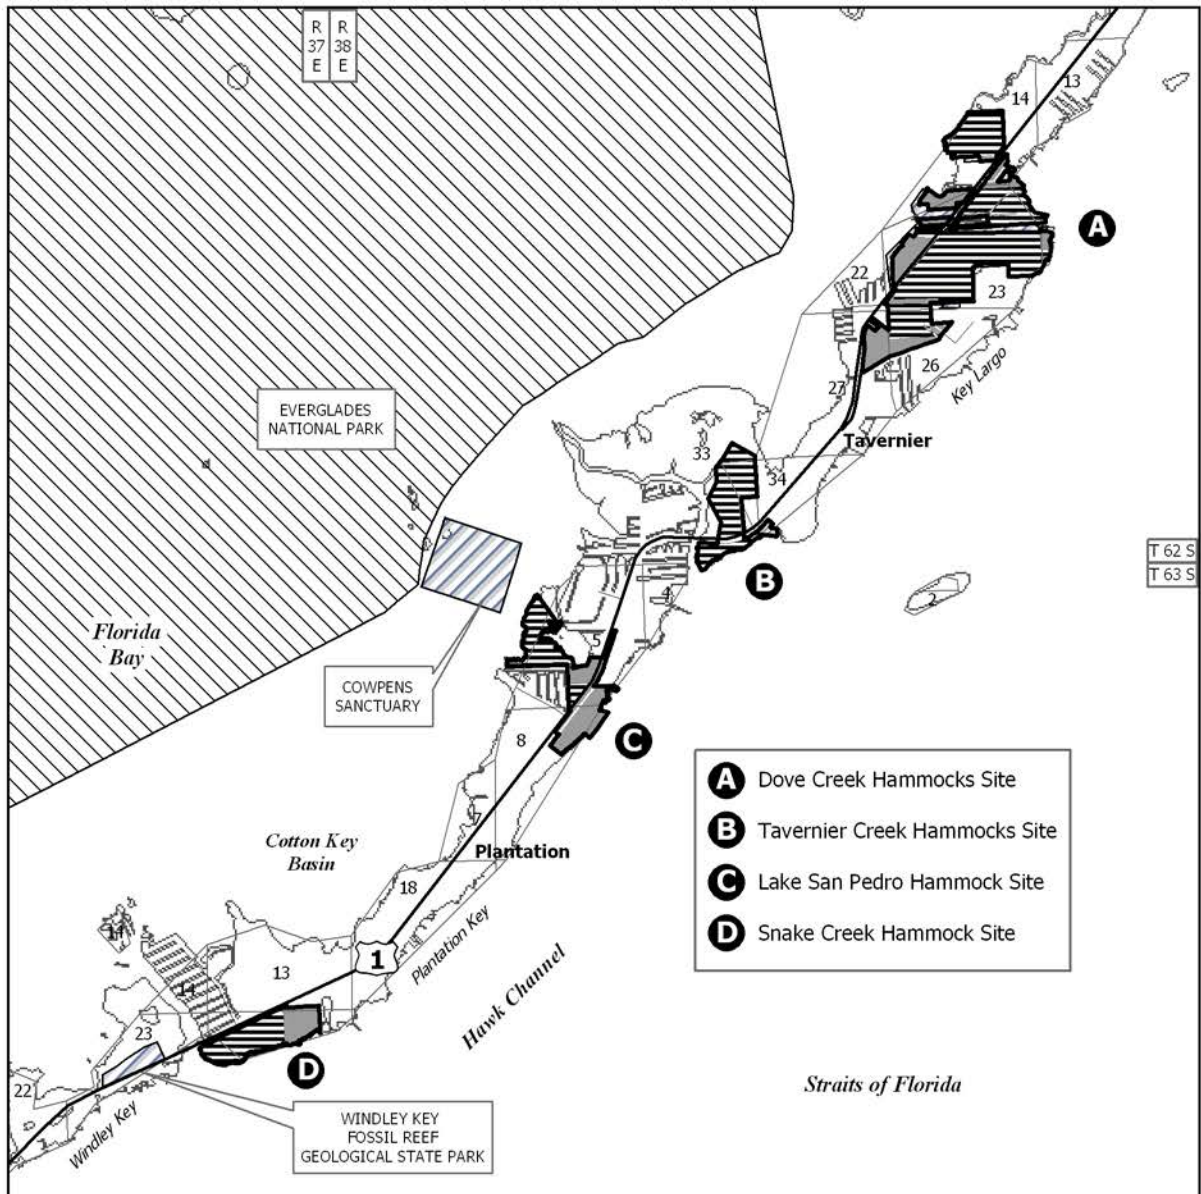 R
37
E
R
38
E
14
13
A
22
23
26
Key Largo
27
EVERGLADES
NATIONAL PARK
Tavernier
33
34
B
T 62 S
T 63 S
2
4
5
Florida
Bay
COWPENS
SANCTUARY
8
C
A Dove Creek Hammocks Site
B Tavernier Creek Hammocks Site
C Lake San Pedro Hammock Site
D Snake Creek Hammock Site
Cotton Key
Basin
Plantation
18
Plantation Key
14
1
13
Hawk Channel
14
23
22
D
Straits of Florida
Windley Key
WINDLEY KEY
FOSSIL REEF
GEOLOGICAL STATE PARK